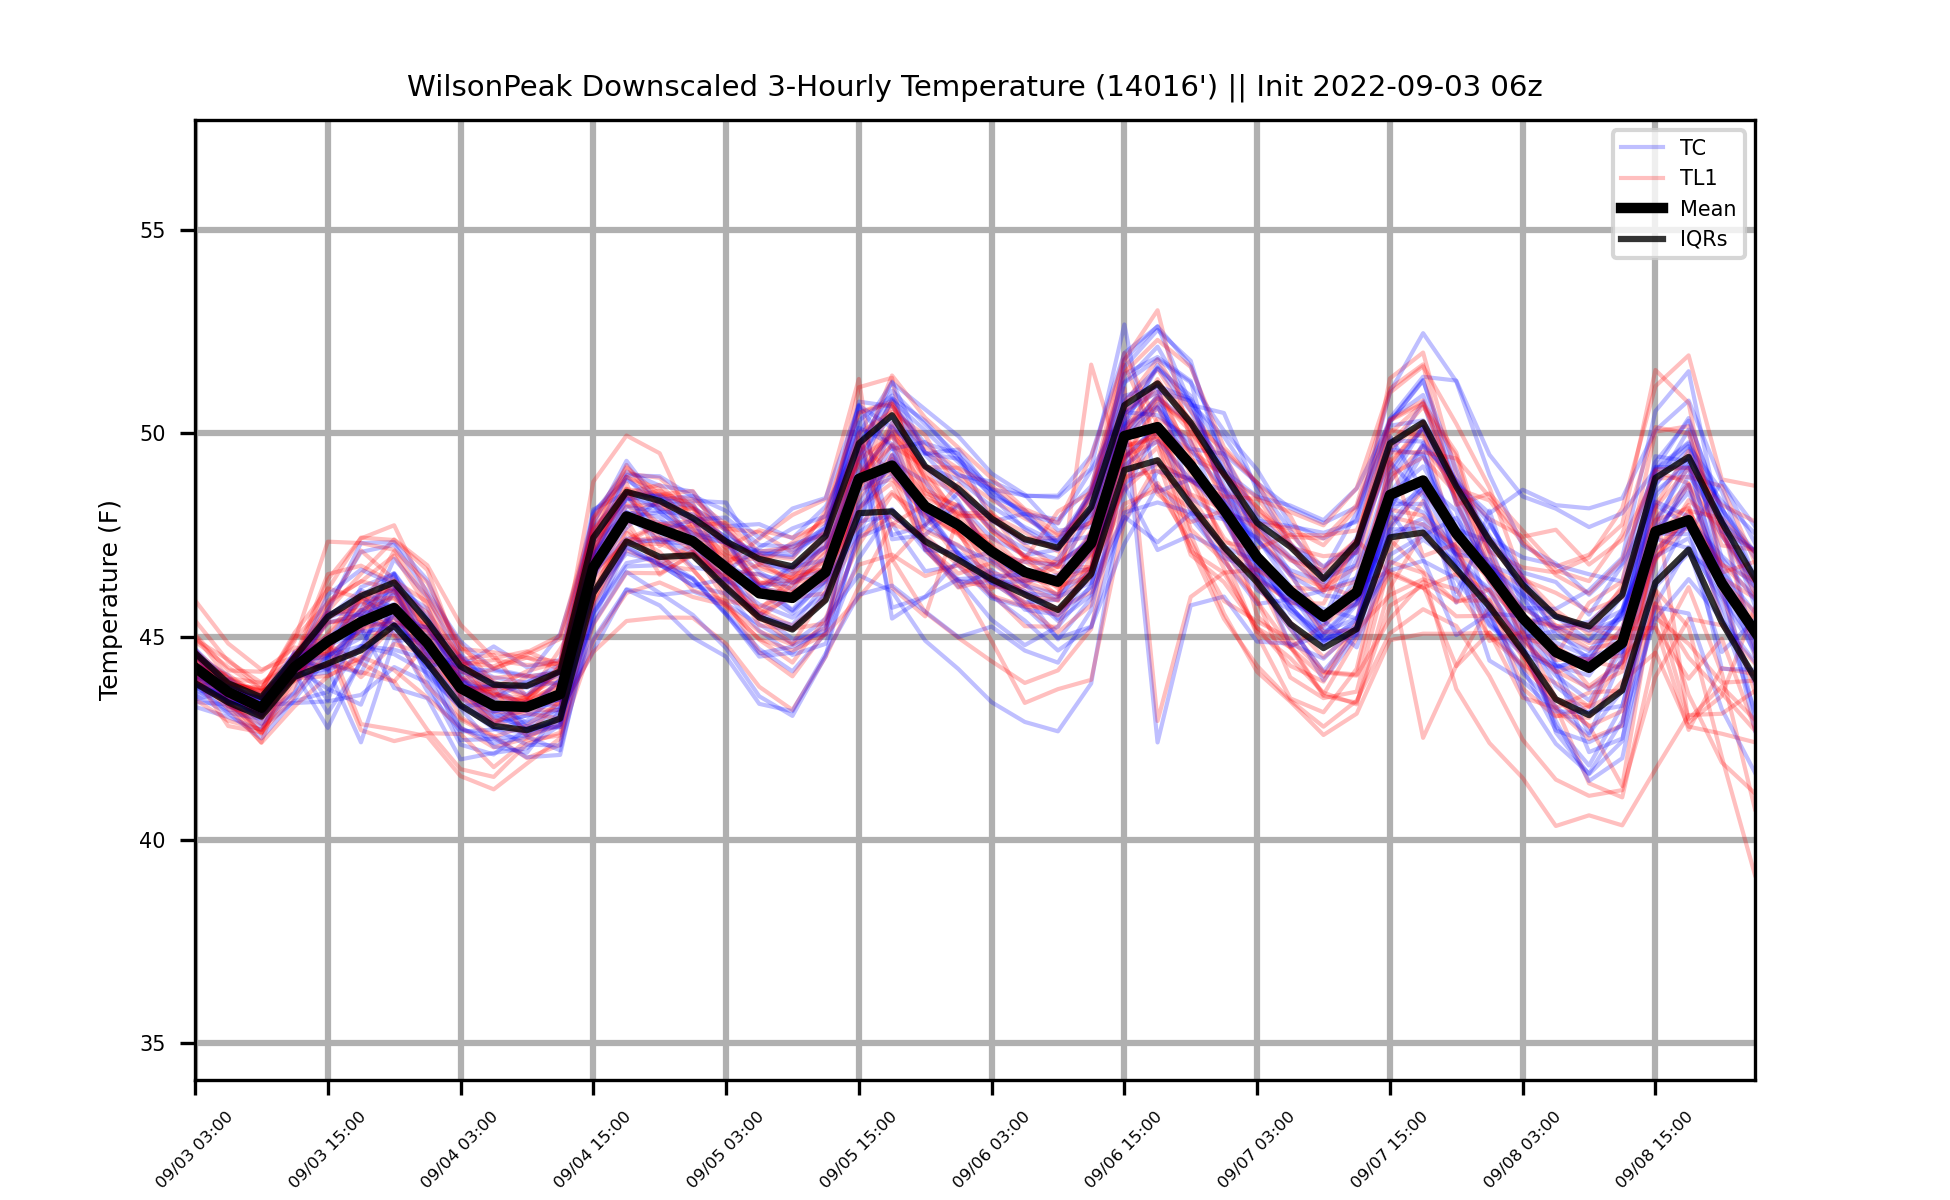 WilsonPeak Downscaled 3-Hourly Temperature (14016') || Init 2022-09-03 06z
TC
TL1
Mean
IQRs
Temperature (F)
55
50
45
40
35
09/03 03:00
09/03 15:00
09/04 03:00
09/04 15:00
09/05 03:00
09/05 15:00
09/06 03:00
09/06 15:00
09/07 03:00
09/07 15:00
09/08 03:00
09/08 15:00